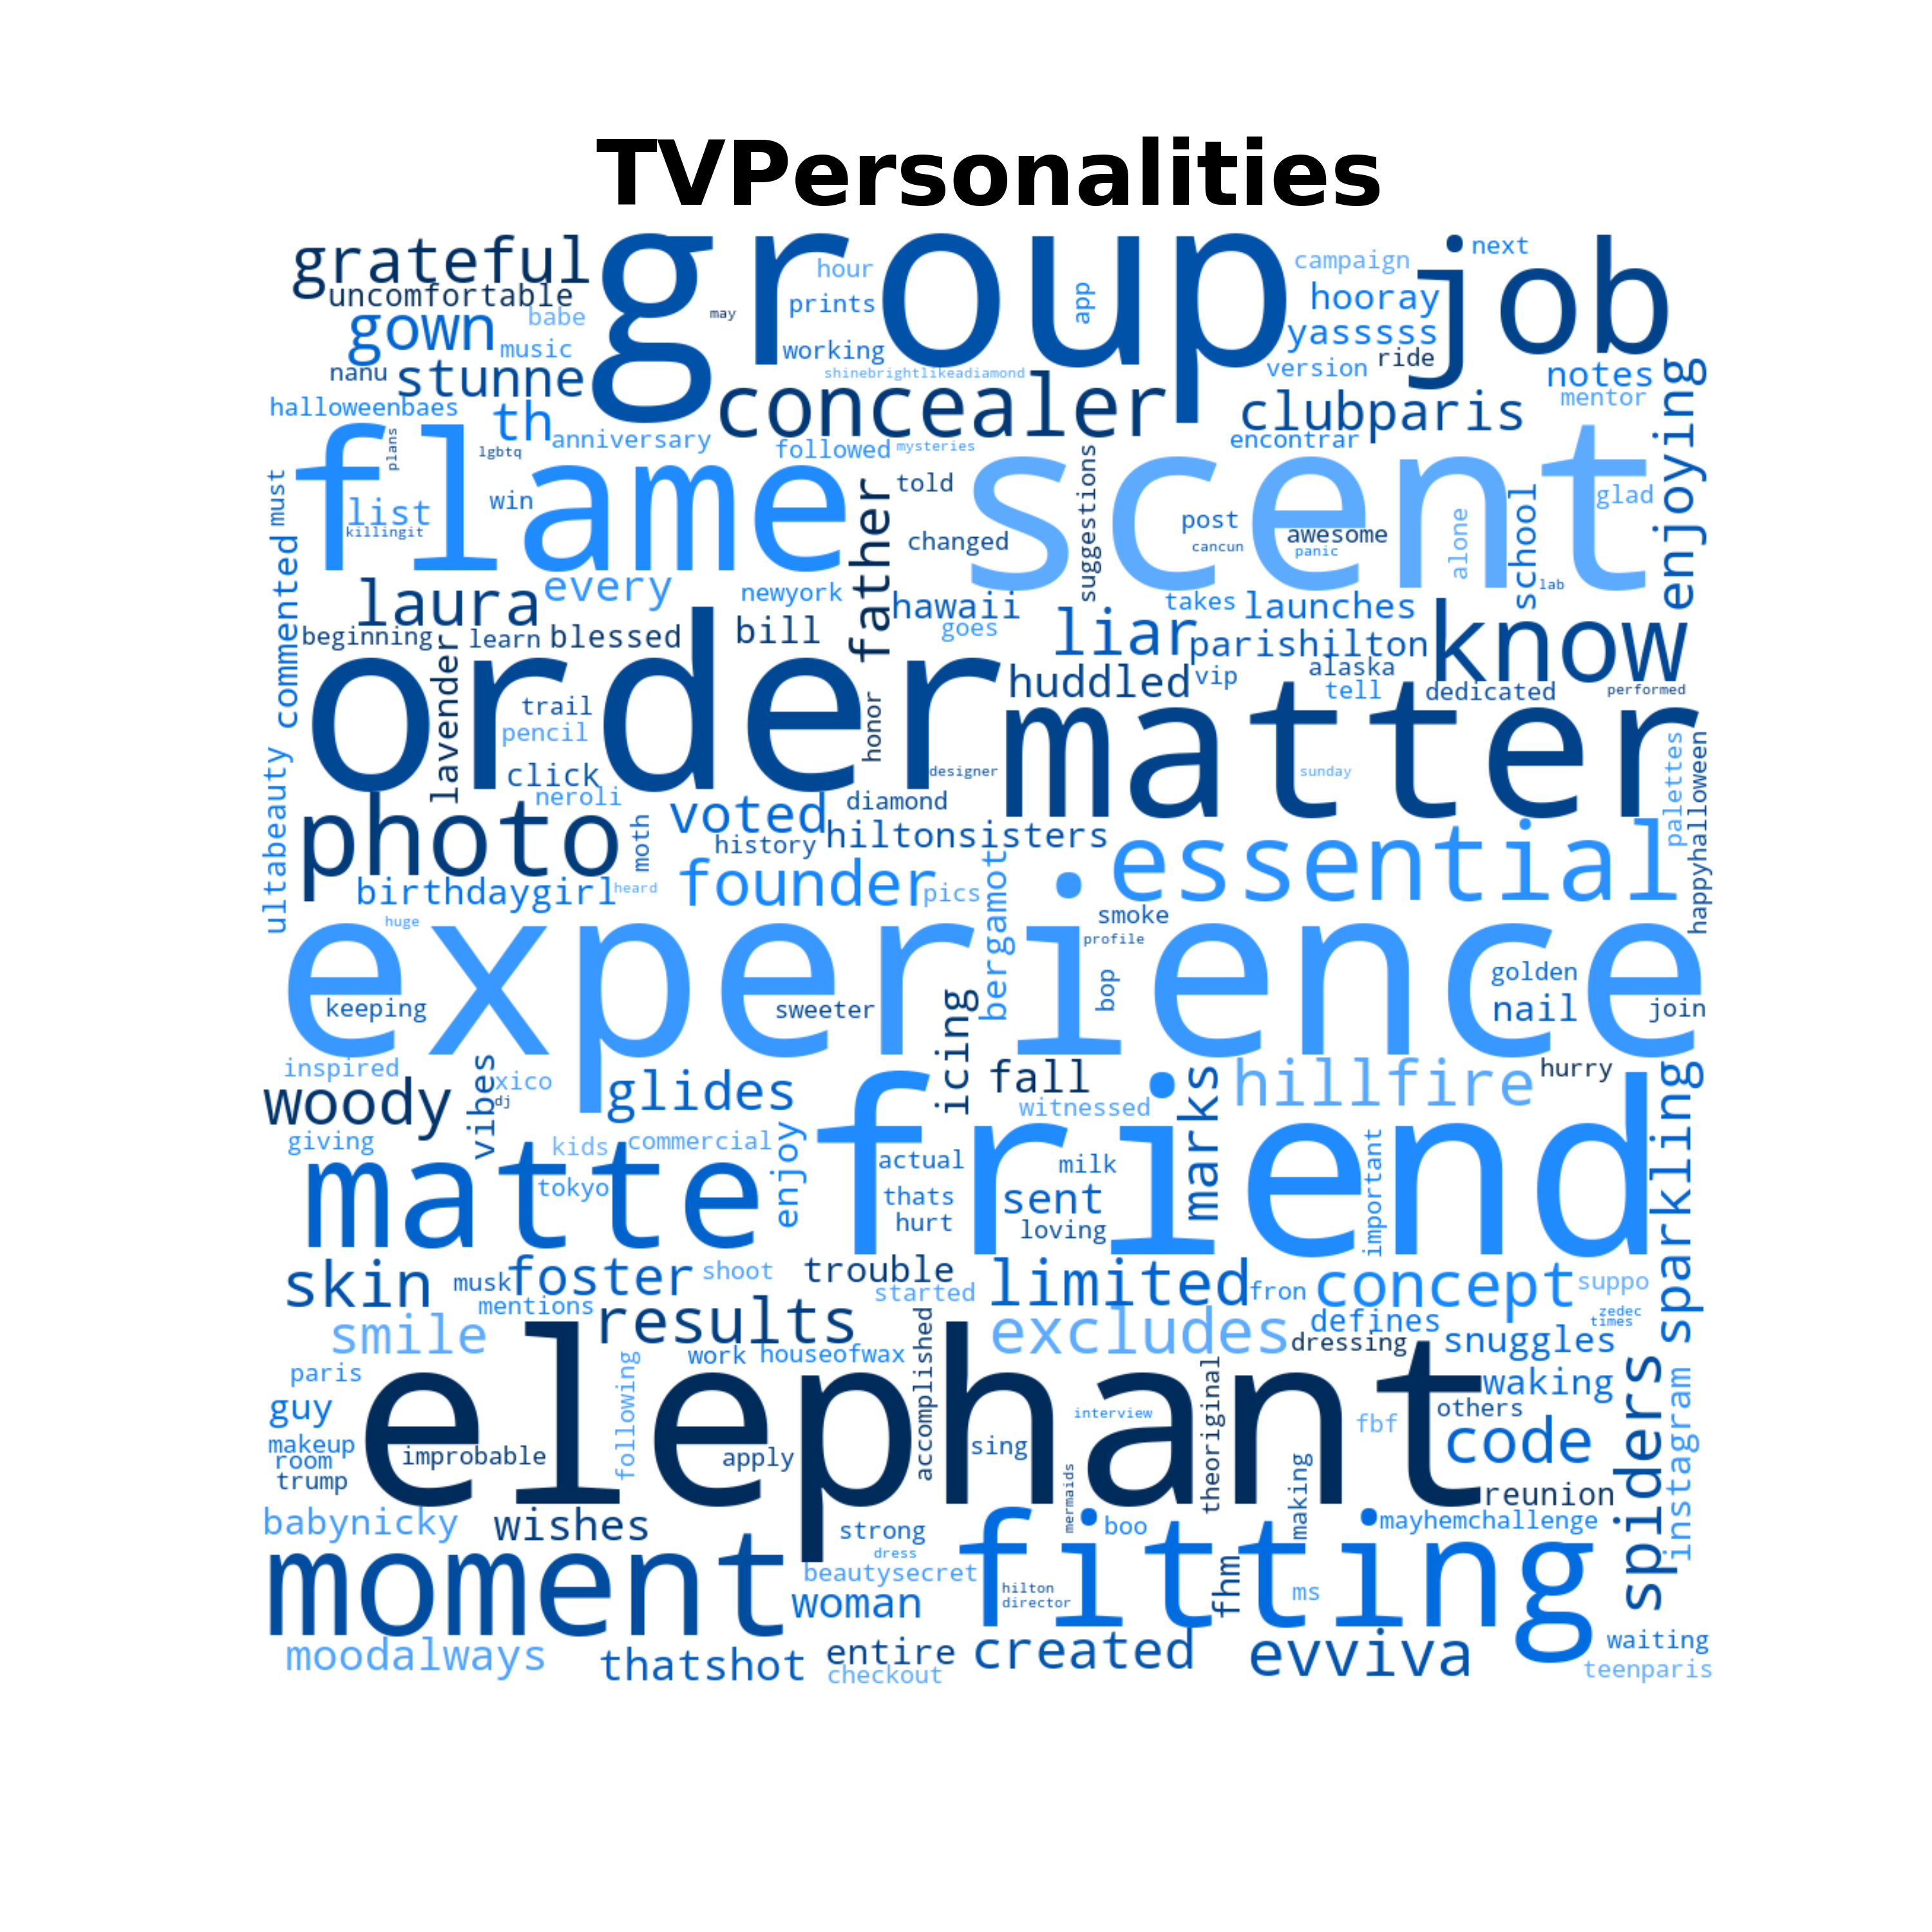 TVPersonalities
grateful
group
job
next
campaign
hour
uncomfortable
prints
app
hooray
gown
babe
may
yasssss
music
working
version
ride
nanu
stunne
shinebrightlikeadiamond
notes
enjoying
concealer
clubparis
mentor
halloweenbaes
th
anniversary
followed
mysteries
encontrar
plans
lgbtq
flame
scent
must
list
win
killingit
father
told
suggestions
post
awesome
glad
changed
cancun
panic
alone
school
lab
commented
laura
every
newyork
hawaii
takes
launches
know
beginning
learn
blessed
bill
goes
liar
parishilton
lavender
order
huddled
vip
alaska
tell
dedicated
performed
trail
honor
matter
pencil
click
designer
sunday
palettes
happyhalloween
neroli
ultabeauty
photo
moth
voted
diamond
history
hiltonsisters
essential
birthdaygirl
heard
founder
pics
bergamot
huge
smoke
profile
experience
golden
keeping
sweeter
icing
bop
nail
join
inspired
woody
vibes
xico
dj
glides
fall
hillfire
hurry
witnessed
marks
sparkling
giving
kids
commercial
friend
matte
tokyo
enjoy
actual
milk
important
thats
sent
hurt
loving
skin
musk
foster
shoot
trouble
started
limited
fron
concept
suppo
mentions
results
zedec
times
smile
excludes
defines
dressing
snuggles
work
houseofwax
accomplished
paris
elephant
following
theoriginal
waking
spiders
instagram
guy
interview
fbf
others
makeup
room
improbable
apply
sing
code
trump
making
reunion
babynicky
wishes
strong
mermaids
boo
mayhemchallenge
dress
moment
beautysecret
fitting
woman
hilton
director
fhm
ms
moodalways
thatshot
entire
checkout
created
evviva
waiting
teenparis